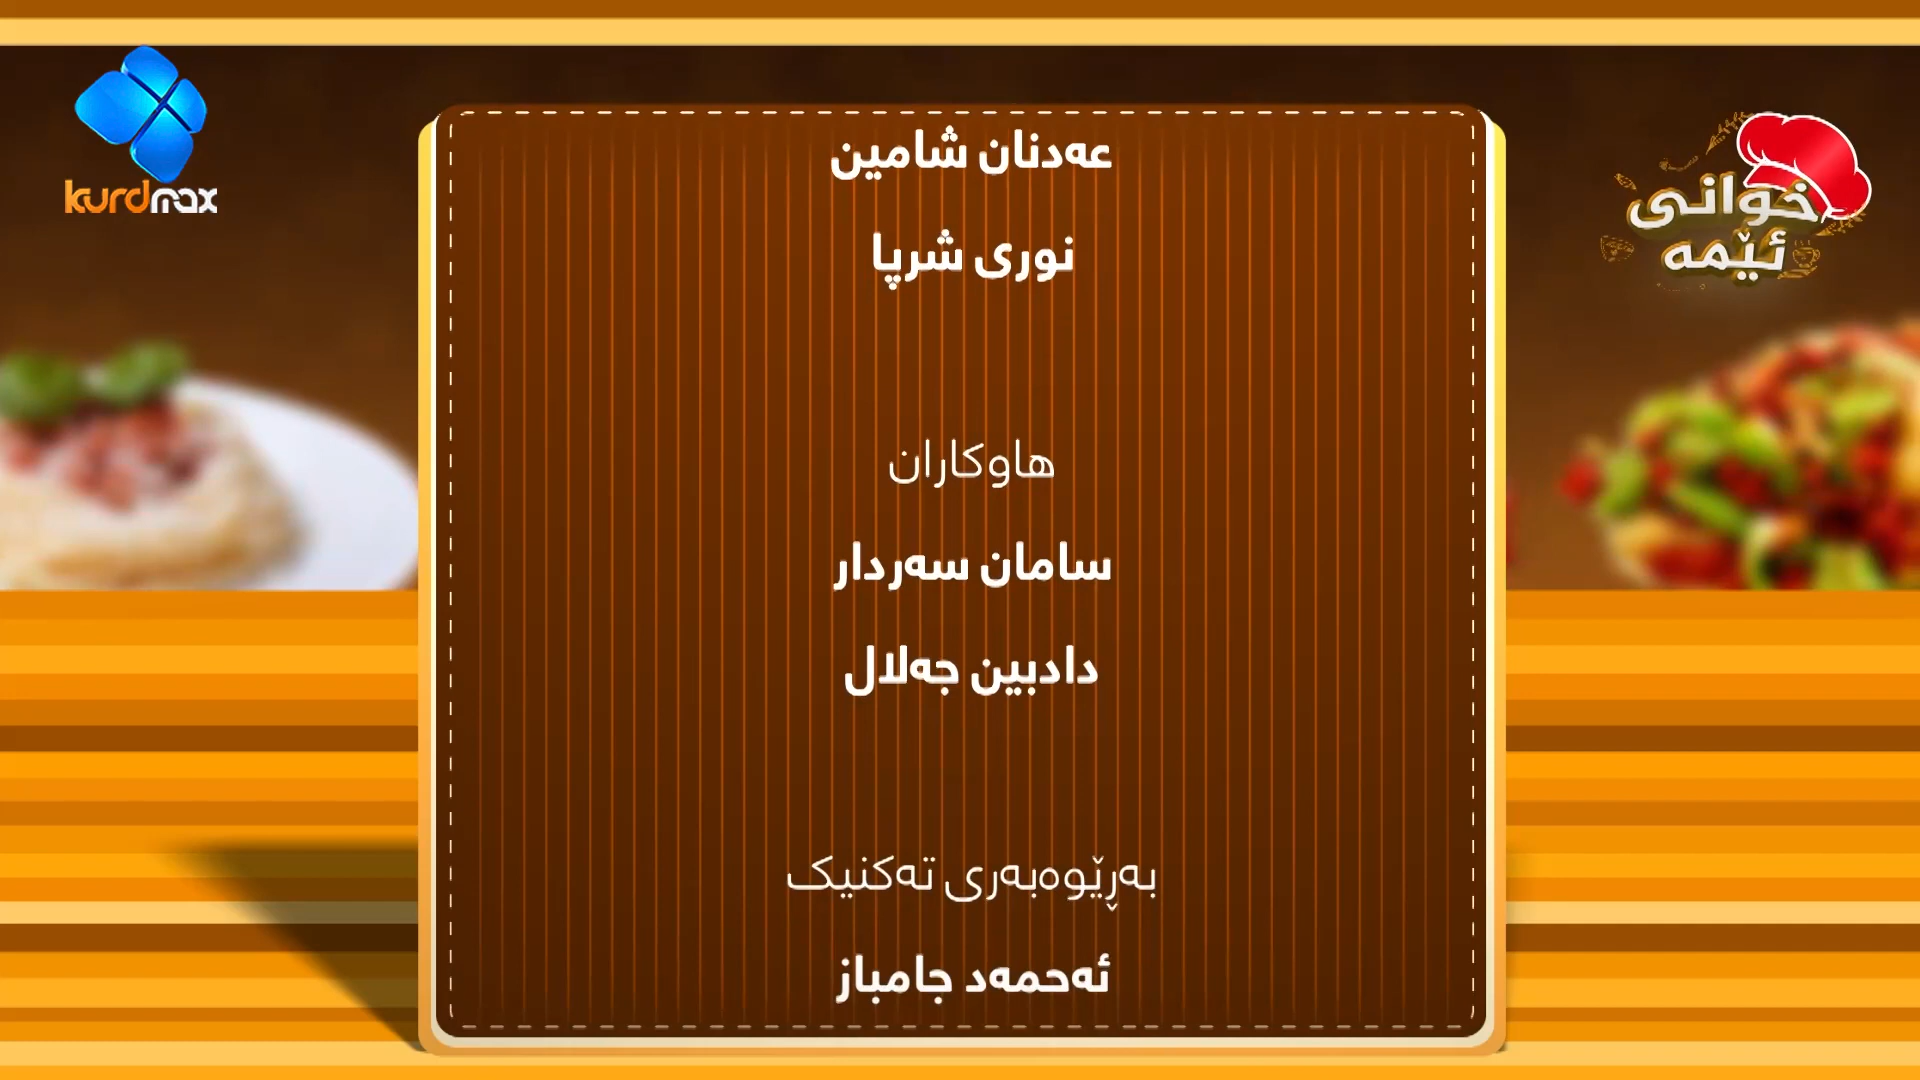 kurdmax
خوانی
ئێمە
عەدنان شامین
نوری شرپا
هاوکاران
سامان سەردار
دادبین جەلال
بەڕێوەبەری تەکنیک
ئەحمەد جامباز